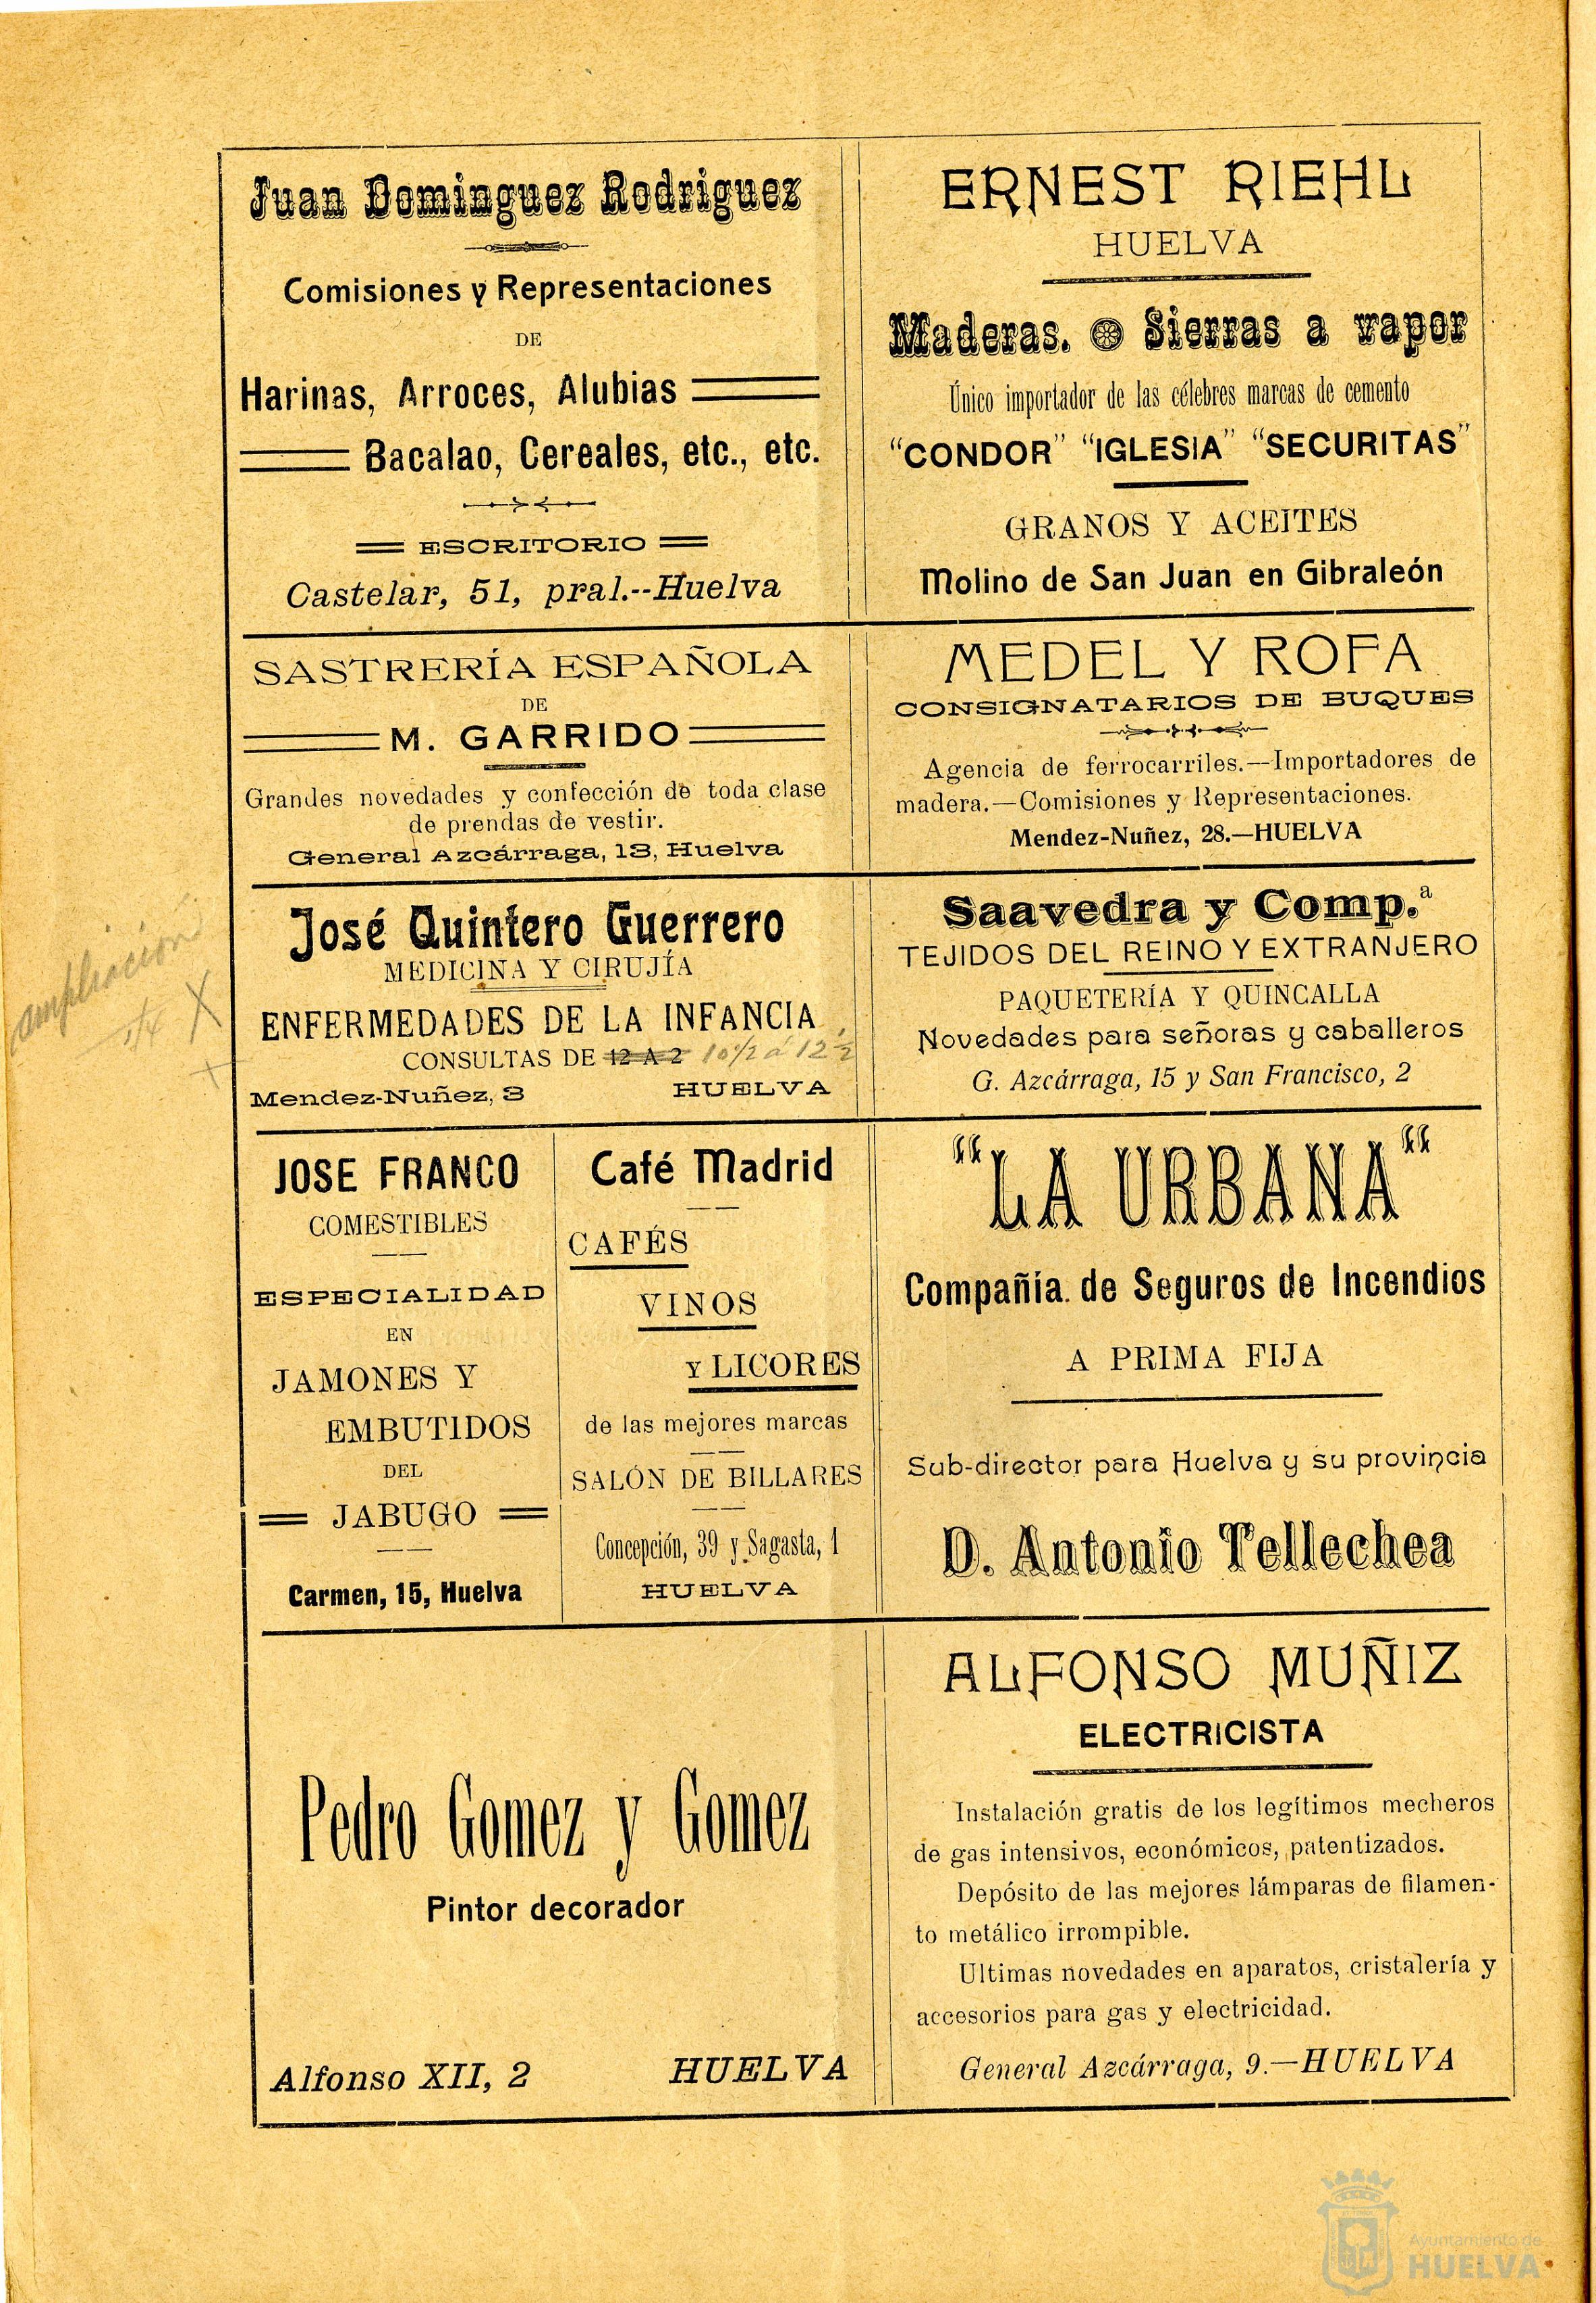 Juan Dominguez Rodriguez
Comisiones y Representaciones
DE
Harinas, Arroces, Alubias
Bacalao, Cereales, etc., etc.
ESCRITORIO
Castelar, 51, pral.--Huelva
ERNEST RIEHL
HUELVA
Maderas. Sierras a vapor
Único importador de las célebres marcas de cemento
"CONDOR" "IGLESIA" "SECURITAS"
GRANOS Y ACEITES
Molino de San Juan en Gibraleón
SASTRERÍA ESPAÑOLA
DE
M. GARRIDO
Grandes novedades y confección de toda clase
de prendas de vestir.
General Azcárraga, 13, Huelva
MEDEL Y ROFA
CONSIGNATARIOS DE BUQUES
Agencia de ferrocarriles.—Importadores de
madera.—Comisiones y Representaciones.
Mendez-Nuñez, 28.—HUELVA
ampliación
1/4 X
José Quintero Guerrero
MEDICINA Y CIRUJÍA
ENFERMEDADES DE LA INFANCIA
CONSULTAS DE 12 A 2 10 1/2 á 12 1/2
Mendez-Nuñez, 3 HUELVA
Saavedra y Comp.ª
TEJIDOS DEL REINO Y EXTRANJERO
PAQUETERÍA Y QUINCALLA
Novedades para señoras y caballeros
G. Azcárraga, 15 y San Francisco, 2
JOSE FRANCO
COMESTIBLES
ESPECIALIDAD
EN
JAMONES Y
EMBUTIDOS
DEL
JABUGO
Carmen, 15, Huelva
Café Madrid
CAFÉS
VINOS
Y LICORES
de las mejores marcas
SALÓN DE BILLARES
Concepción, 39 y Sagasta, 1
HUELVA
"LA URBANA"
Compañía de Seguros de Incendios
A PRIMA FIJA
Sub-director para Huelva y su provincia
D. Antonio Tellechea
Pedro Gomez y Gomez
Pintor decorador
Alfonso XII, 2 HUELVA
ALFONSO MUÑIZ
ELECTRICISTA
Instalación gratis de los legítimos mecheros
de gas intensivos, económicos, patentizados.
Depósito de las mejores lámparas de filamen-
to metálico irrompible.
Ultimas novedades en aparatos, cristalería y
accesorios para gas y electricidad.
General Azcárraga, 9.—HUELVA
Ayuntamiento de
HUELVA